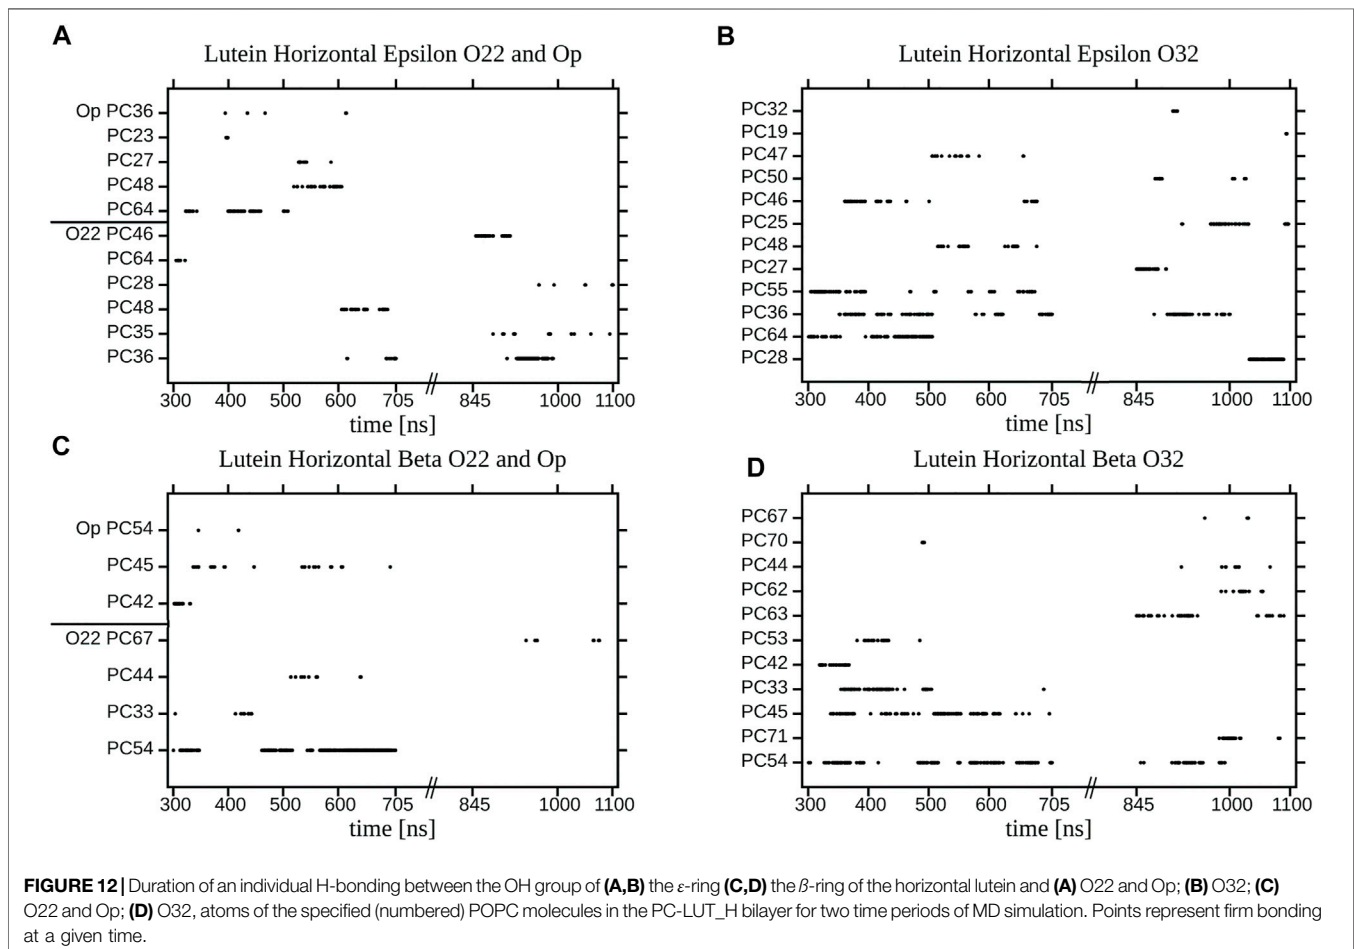 A
Lutein Horizontal Epsilon O22 and Op
Op PC36
PC23
PC27
PC48
PC64
O22 PC46
PC64
PC28
PC48
PC35
PC36
300 400 500 600 705 // 845 1000 1100
time [ns]
B
Lutein Horizontal Epsilon O32
PC32
PC19
PC47
PC50
PC46
PC25
PC48
PC27
PC55
PC36
PC64
PC28
300 400 500 600 705 // 845 1000 1100
time [ns]
C
Lutein Horizontal Beta O22 and Op
Op PC54
PC45
PC42
O22 PC67
PC44
PC33
PC54
300 400 500 600 705 // 845 1000 1100
time [ns]
D
Lutein Horizontal Beta O32
PC67
PC70
PC44
PC62
PC63
PC53
PC42
PC33
PC45
PC71
PC54
300 400 500 600 705 // 845 1000 1100
time [ns]
FIGURE 12 | Duration of an individual H-bonding between the OH group of (A,B) the ε-ring (C,D) the β-ring of the horizontal lutein and (A) O22 and Op; (B) O32; (C)
O22 and Op; (D) O32, atoms of the specified (numbered) POPC molecules in the PC-LUT_H bilayer for two time periods of MD simulation. Points represent firm bonding
at a given time.